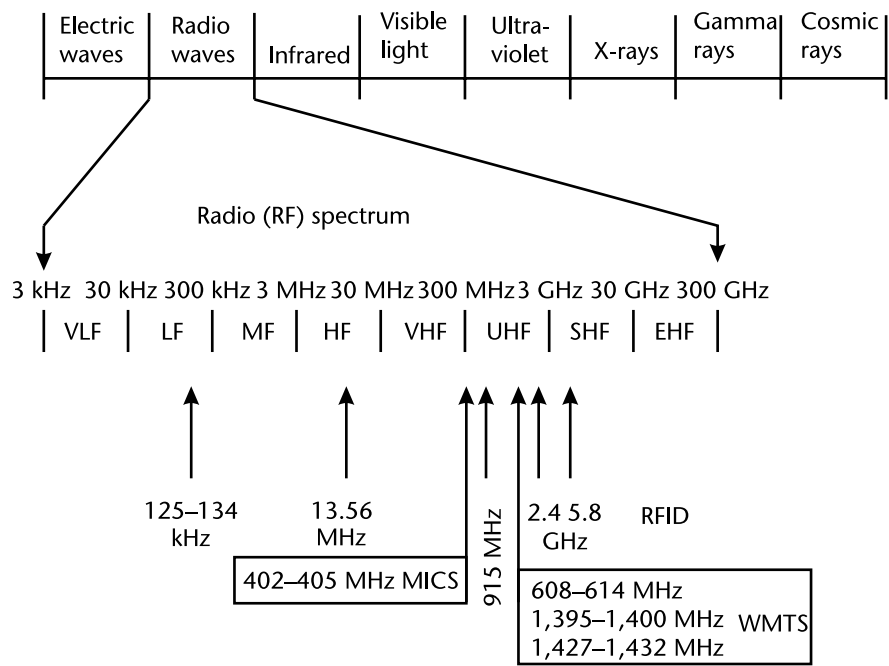 Electric waves
Radio waves
Infrared
Visible light
Ultra-violet
X-rays
Gamma rays
Cosmic rays
Radio (RF) spectrum
3 kHz 30 kHz 300 kHz 3 MHz 30 MHz 300 MHz 3 GHz 30 GHz 300 GHz
VLF LF MF HF VHF UHF SHF EHF
125–134 kHz
13.56 MHz
915 MHz
2.4 5.8 GHz
RFID
402–405 MHz MICS
608–614 MHz
1,395–1,400 MHz WMTS
1,427–1,432 MHz